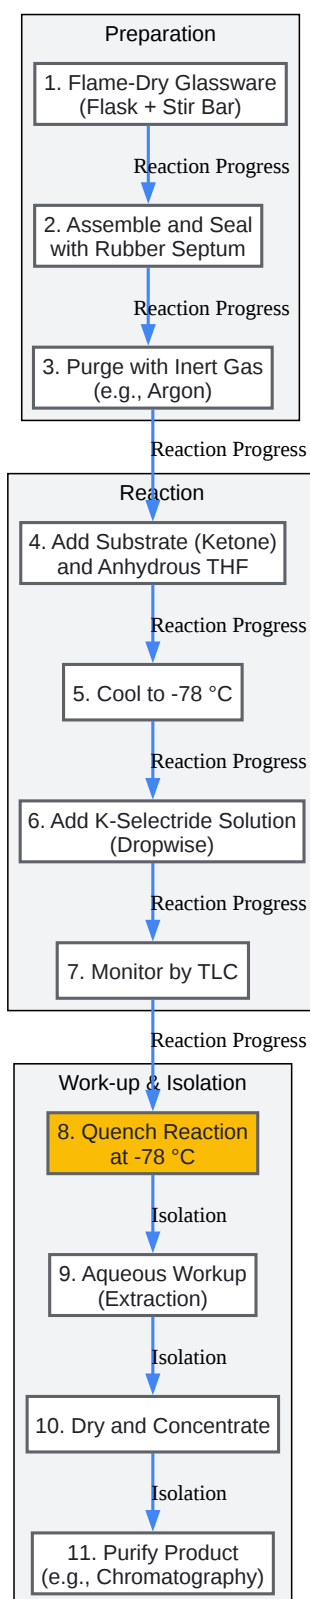 Preparation
1. Flame-Dry Glassware
(Flask + Stir Bar)
Reaction Progress
2. Assemble and Seal
with Rubber Septum
Reaction Progress
3. Purge with Inert Gas
(e.g., Argon)
Reaction Progress
Reaction
4. Add Substrate (Ketone)
and Anhydrous THF
Reaction Progress
5. Cool to -78 °C
Reaction Progress
6. Add K-Selectride Solution
(Dropwise)
Reaction Progress
7. Monitor by TLC
Reaction Progress
Work-up & Isolation
8. Quench Reaction
at -78 °C
Isolation
9. Aqueous Workup
(Extraction)
Isolation
10. Dry and Concentrate
Isolation
11. Purify Product
(e.g., Chromatography)